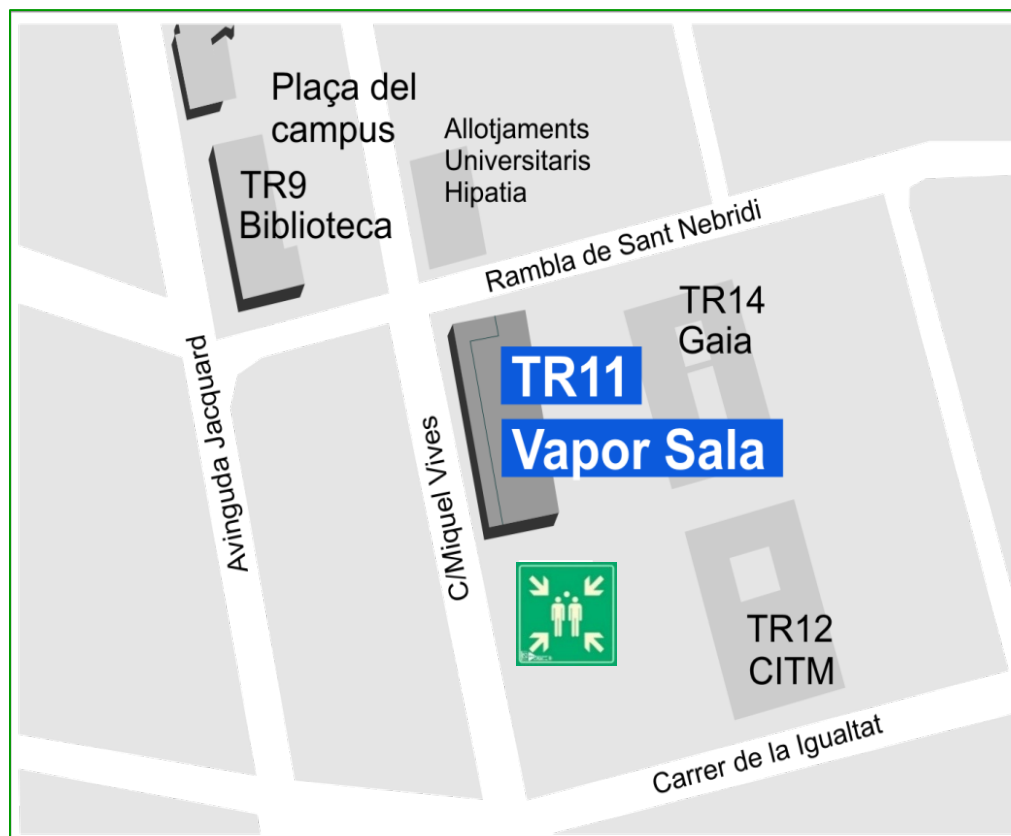 Plaça del
campus
Allotjaments
Universitaris
Hipatia
TR9
Biblioteca
Rambla de Sant Nebridi
TR14
Gaia
TR11
Vapor Sala
Avinguda Jacquard
C/Miquel Vives
TR12
CITM
Carrer de la Igualtat